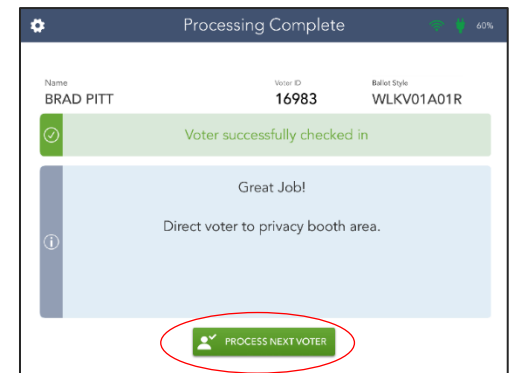 Processing Complete
60%
Name
Voter ID
Ballot Style
BRAD PITT
16983
WLKV01A01R
Voter successfully checked in
Great Job!
Direct voter to privacy booth area.
PROCESS NEXT VOTER